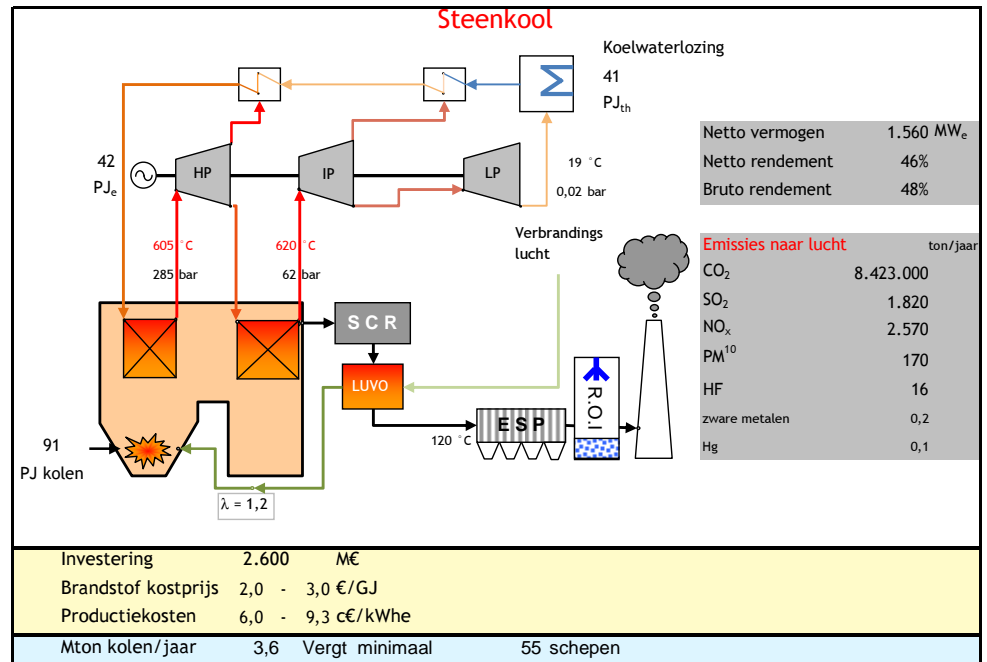 Steenkool
Koelwaterlozing
41
PJth
Σ
42
PJe
HP
IP
LP
19 °C
0,02 bar
605 °C
285 bar
620 °C
62 bar
Verbrandings
lucht
SCR
LUVO
120 °C
ESP
R.O.I
91
PJ kolen
λ = 1,2
Netto vermogen 1.560 MWe
Netto rendement 46%
Bruto rendement 48%
Emissies naar lucht ton/jaar
CO2 8.423.000
SO2 1.820
NOx 2.570
PM10 170
HF 16
zware metalen 0,2
Hg 0,1
Investering 2.600 M€
Brandstof kostprijs 2,0 - 3,0 €/GJ
Productiekosten 6,0 - 9,3 c€/kWhe
Mton kolen/jaar 3,6 Vergt minimaal 55 schepen